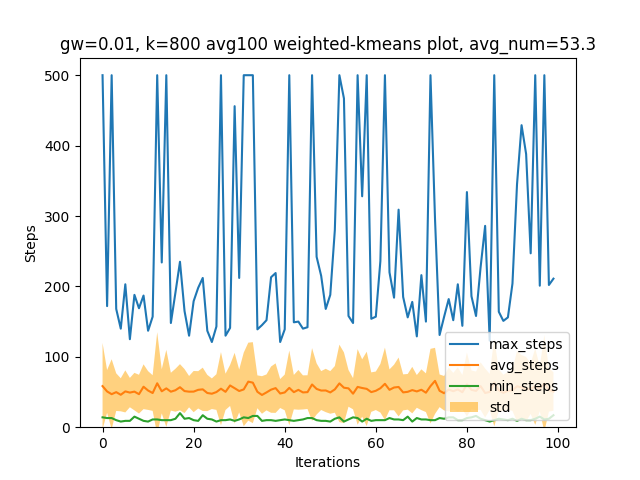 gw=0.01, k=800 avg100 weighted-kmeans plot, avg_num=53.3
500
400
300
200
100
0
Steps
max_steps
avg_steps
min_steps
std
0 20 40 60 80 100
Iterations